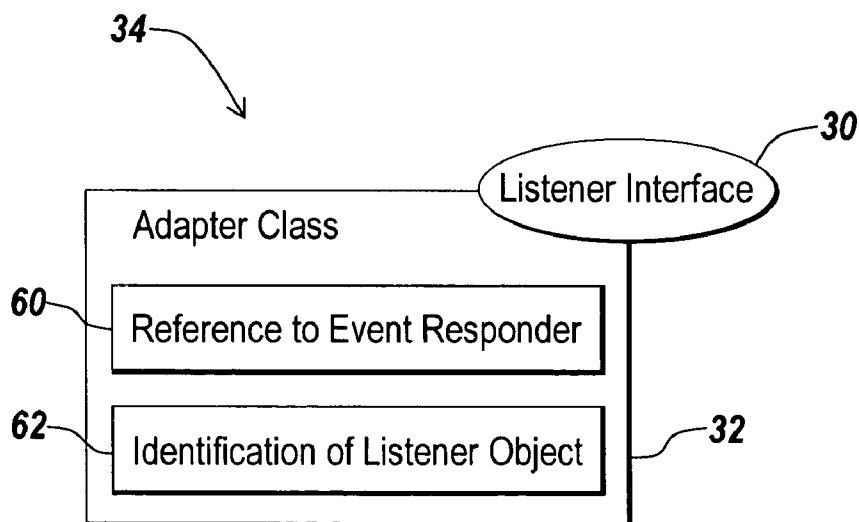 34
30
Listener Interface
Adapter Class
60
Reference to Event Responder
62
Identification of Listener Object
32